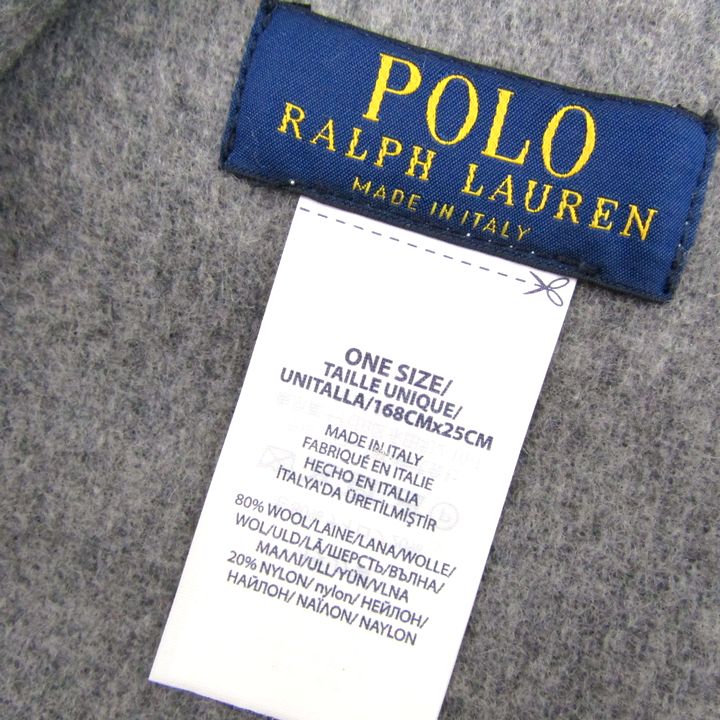 POLO
RALPH LAUREN
MADE IN ITALY
ONE SIZE/
TAILLE UNIQUE/
UNITALLA/168CMx25CM
MADE IN ITALY
FABRIQUÉ EN ITALIE
HECHO EN ITALIA
İTALYA'DA ÜRETİLMİŞTİR
80% WOOL/LAINE/LANA/WOLLE/
WOL/ULD/LÃ/ШЕРСТЬ/ВЪЛНА/
ΜΑΛΛΙ/ULL/YÜN/VLNA
20% NYLON/ nylon/ НЕЙЛОН/
НАЙЛОН/ ΝΑΪΛΟΝ/ NAYLON